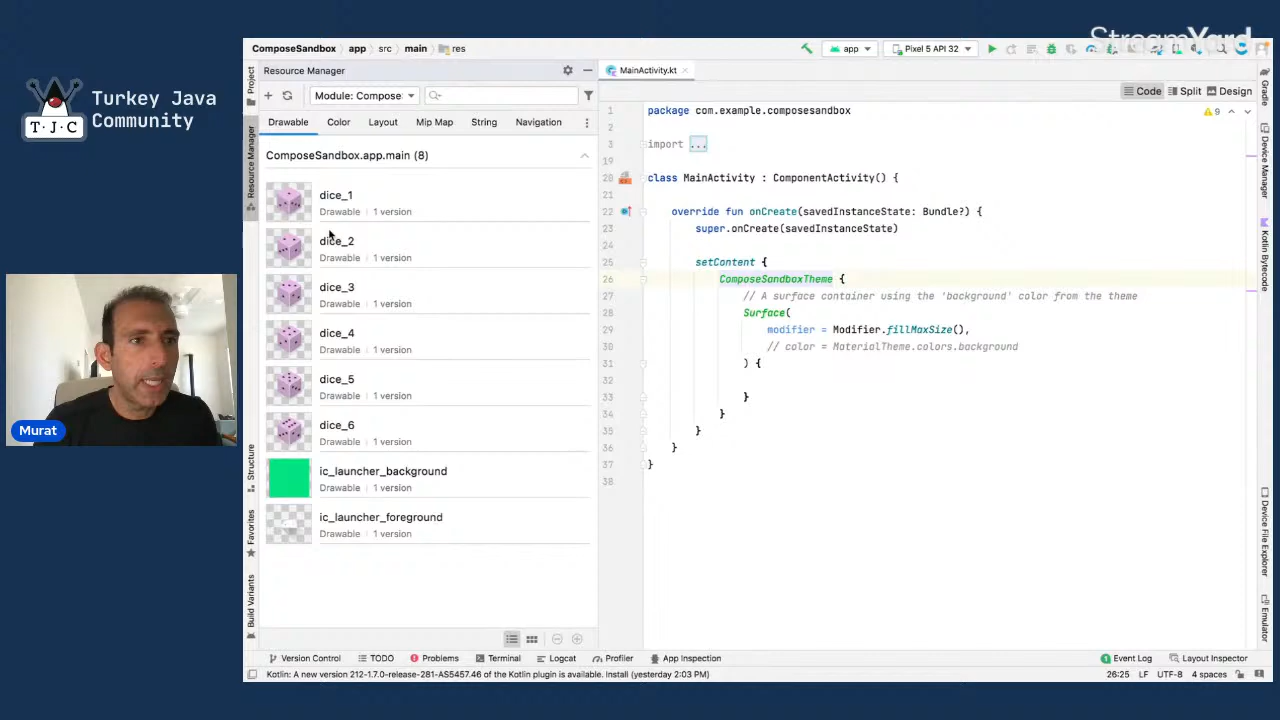 StreamYard
Turkey Java
Community
T·J·C
Murat
ComposeSandbox app src main res
app Pixel 5 API 32
Resource Manager
MainActivity.kt
Module: Compose
Code Split Design
Drawable Color Layout Mip Map String Navigation
ComposeSandbox.app.main (8)
dice_1
Drawable 1 version
dice_2
Drawable 1 version
dice_3
Drawable 1 version
dice_4
Drawable 1 version
dice_5
Drawable 1 version
dice_6
Drawable 1 version
ic_launcher_background
Drawable 1 version
ic_launcher_foreground
Drawable 1 version
Project
Resource Manager
Structure
Favorites
Build Variants
1 package com.example.composesandbox
2
3 import ...
19
20 class MainActivity : ComponentActivity() {
21
22 override fun onCreate(savedInstanceState: Bundle?) {
23 super.onCreate(savedInstanceState)
24
25 setContent {
26 ComposeSandboxTheme {
27 // A surface container using the 'background' color from the theme
28 Surface(
29 modifier = Modifier.fillMaxSize(),
30 // color = MaterialTheme.colors.background
31 ) {
32
33 }
34 }
35 }
36 }
37 }
38
9
Gradle
Device Manager
Kotlin Bytecode
Device File Explorer
Emulator
Version Control TODO Problems Terminal Logcat Profiler App Inspection Event Log Layout Inspector
Kotlin: A new version 212-1.7.0-release-281-AS5457.46 of the Kotlin plugin is available. Install (yesterday 2:03 PM) 26:25 LF UTF-8 4 spaces